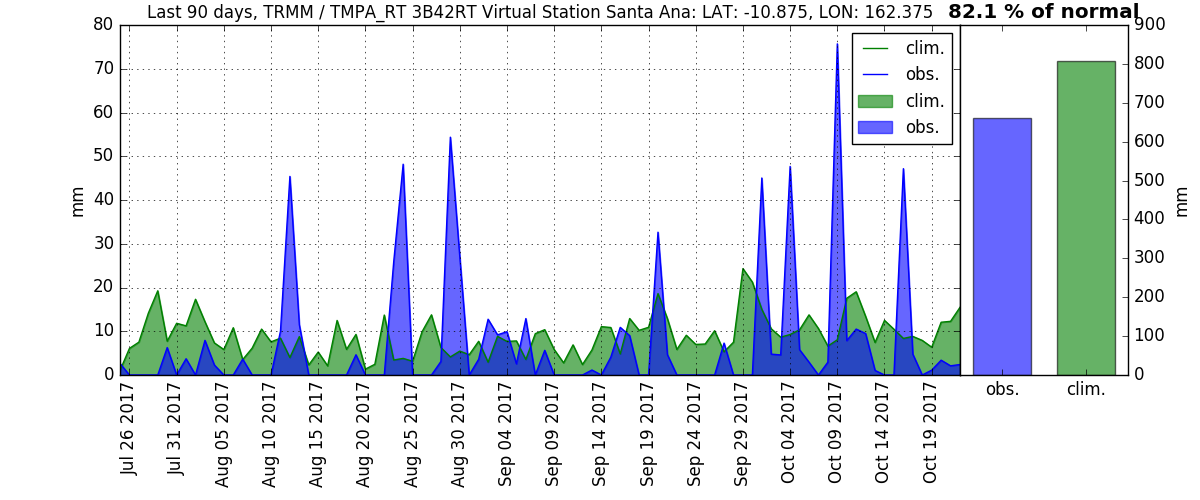 Last 90 days, TRMM / TMPA_RT 3B42RT Virtual Station Santa Ana: LAT: -10.875, LON: 162.375 82.1 % of normal
80
70
60
50
40
30
20
10
0
mm
clim.
obs.
clim.
obs.
900
800
700
600
500
400
300
200
100
0
mm
obs. clim.
Jul 26 2017
Jul 31 2017
Aug 05 2017
Aug 10 2017
Aug 15 2017
Aug 20 2017
Aug 25 2017
Aug 30 2017
Sep 04 2017
Sep 09 2017
Sep 14 2017
Sep 19 2017
Sep 24 2017
Sep 29 2017
Oct 04 2017
Oct 09 2017
Oct 14 2017
Oct 19 2017